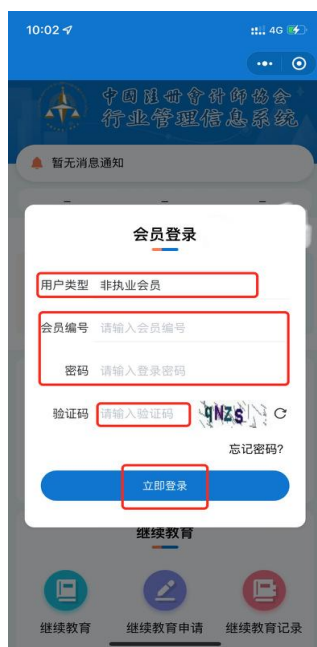 10:02
4G
中国注册会计师协会
行业管理信息系统
暂无消息通知
会员登录
用户类型 非执业会员
会员编号 请输入会员编号
密码 请输入登录密码
验证码 请输入验证码 qNZs
忘记密码?
立即登录
继续教育
继续教育 继续教育申请 继续教育记录